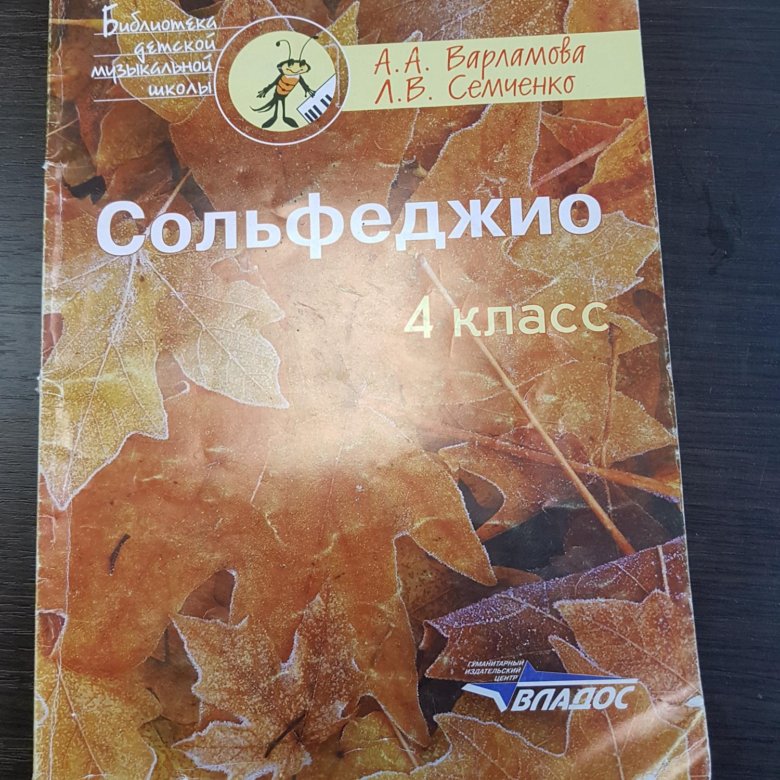 Библиотека
детской
музыкальной
школы
А.А. Варламова
Л.В. Семченко
Сольфеджио
4 класс
ГУМАНИТАРНЫЙ
ИЗДАТЕЛЬСКИЙ
ЦЕНТР
ВЛАДОС